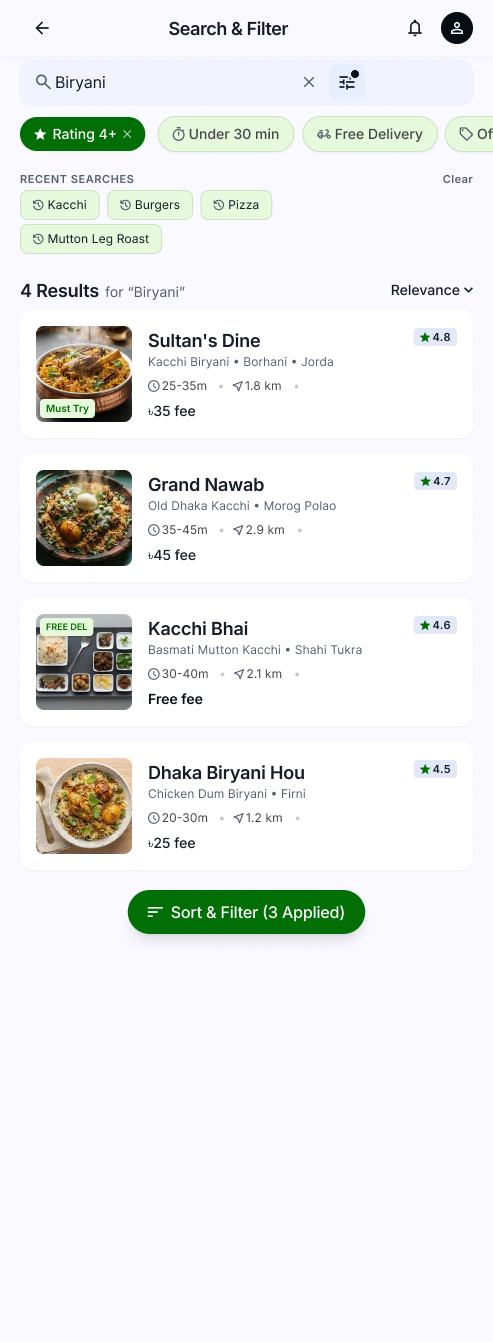 Search & Filter
Biryani
Rating 4+
Under 30 min
Free Delivery
Of
RECENT SEARCHES
Clear
Kacchi
Burgers
Pizza
Mutton Leg Roast
4 Results for “Biryani”
Relevance
Sultan's Dine
4.8
Kacchi Biryani • Borhani • Jorda
25-35m • 1.8 km •
৳35 fee
Must Try
Grand Nawab
4.7
Old Dhaka Kacchi • Morog Polao
35-45m • 2.9 km •
৳45 fee
FREE DEL
Kacchi Bhai
4.6
Basmati Mutton Kacchi • Shahi Tukra
30-40m • 2.1 km •
Free fee
Dhaka Biryani Hou
4.5
Chicken Dum Biryani • Firni
20-30m • 1.2 km •
৳25 fee
Sort & Filter (3 Applied)